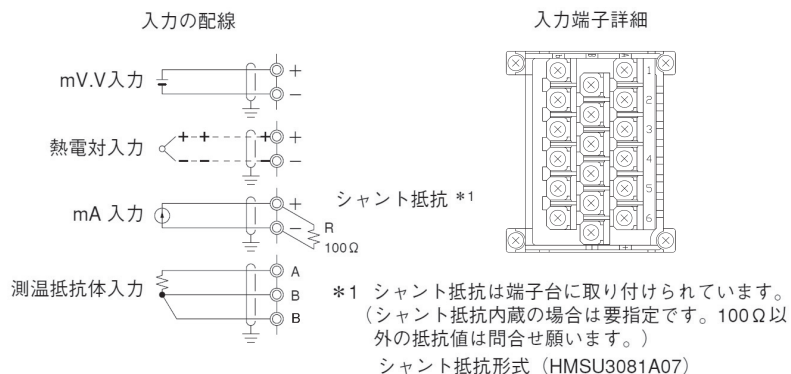 入力の配線
mV.V入力
+
−
熱電対入力
+ +
+
+
− −
−
−
mA 入力
+
−
シャント抵抗 *1
R
100Ω
測温抵抗体入力
A
B
B
入力端子詳細
1
2
3
4
5
6
*1 シャント抵抗は端子台に取り付けられています。
(シャント抵抗内蔵の場合は要指定です。100Ω以
外の抵抗値は問合せ願います。)
シャント抵抗形式(HMSU3081A07)